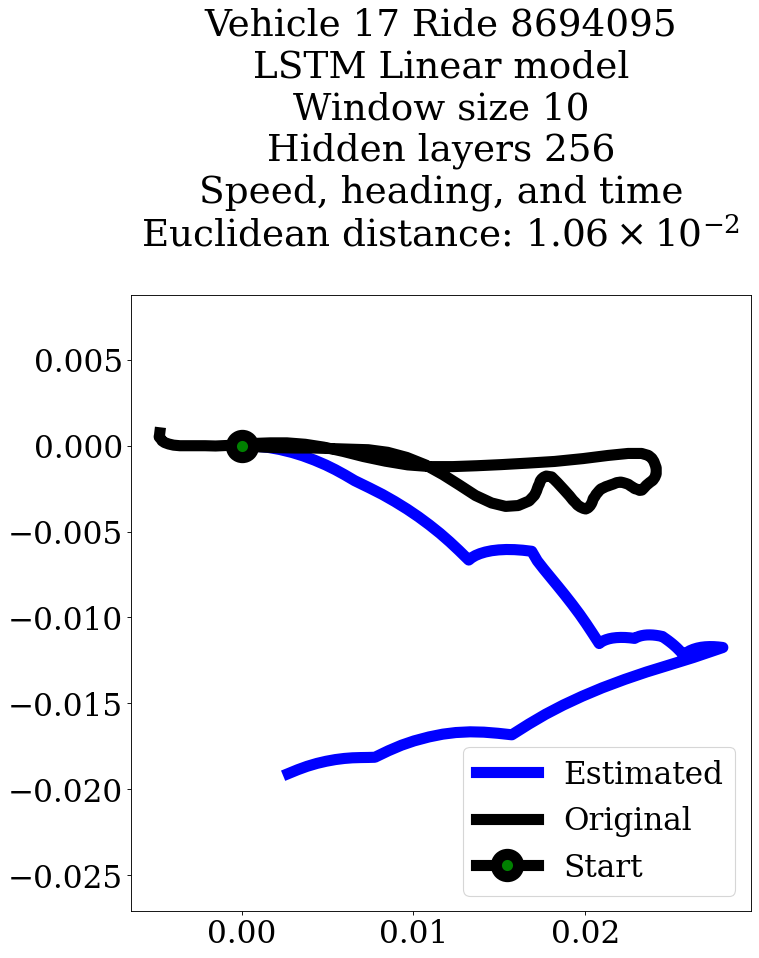 Vehicle 17 Ride 8694095
LSTM Linear model
Window size 10
Hidden layers 256
Speed, heading, and time
Euclidean distance: 1.06 × 10⁻²
0.005
0.000
−0.005
−0.010
−0.015
−0.020
−0.025
Estimated
Original
Start
0.00 0.01 0.02